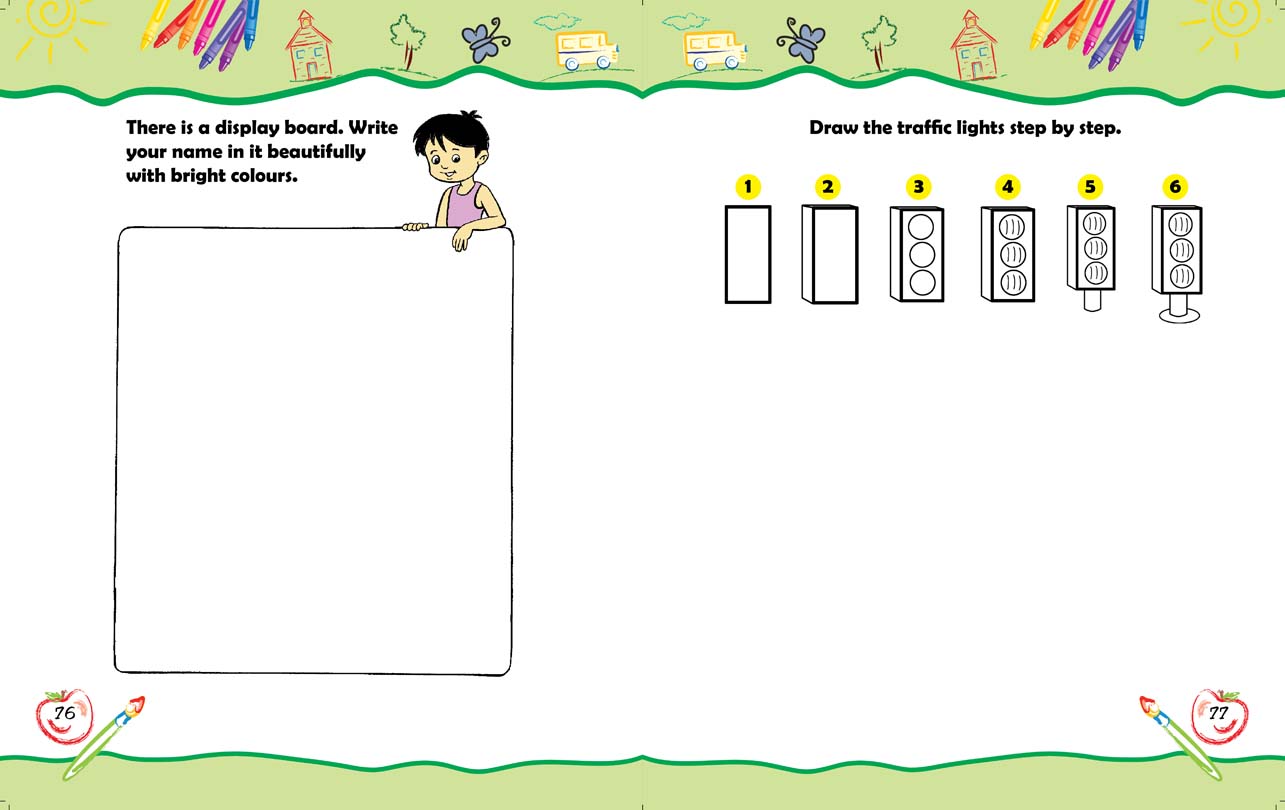 There is a display board. Write
your name in it beautifully
with bright colours.
76
Draw the traffic lights step by step.
1 2 3 4 5 6
77